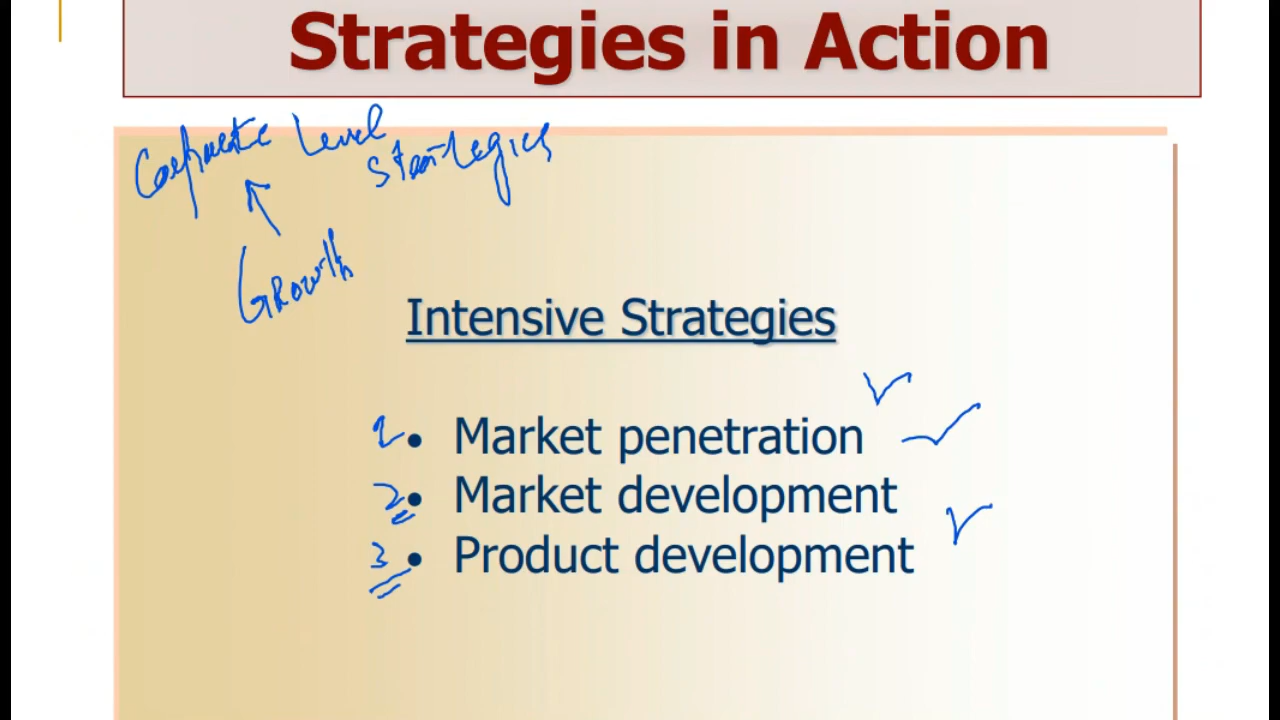 Strategies in Action
Corporate Level
Strategies
Growth
Intensive Strategies
1 • Market penetration
2 • Market development
3 • Product development